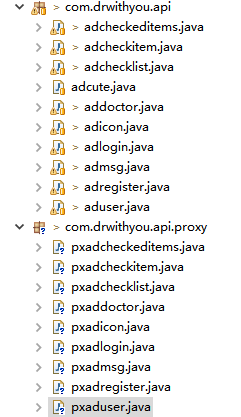 > com.drwithyou.api
> adcheckeditems.java
> adcheckitem.java
> adchecklist.java
adcute.java
> addoctor.java
> adicon.java
> adlogin.java
> admsg.java
> adregister.java
> aduser.java
> com.drwithyou.api.proxy
pxadcheckeditems.java
pxadcheckitem.java
pxadchecklist.java
pxaddoctor.java
pxadicon.java
pxadlogin.java
pxadmsg.java
pxadregister.java
pxaduser.java